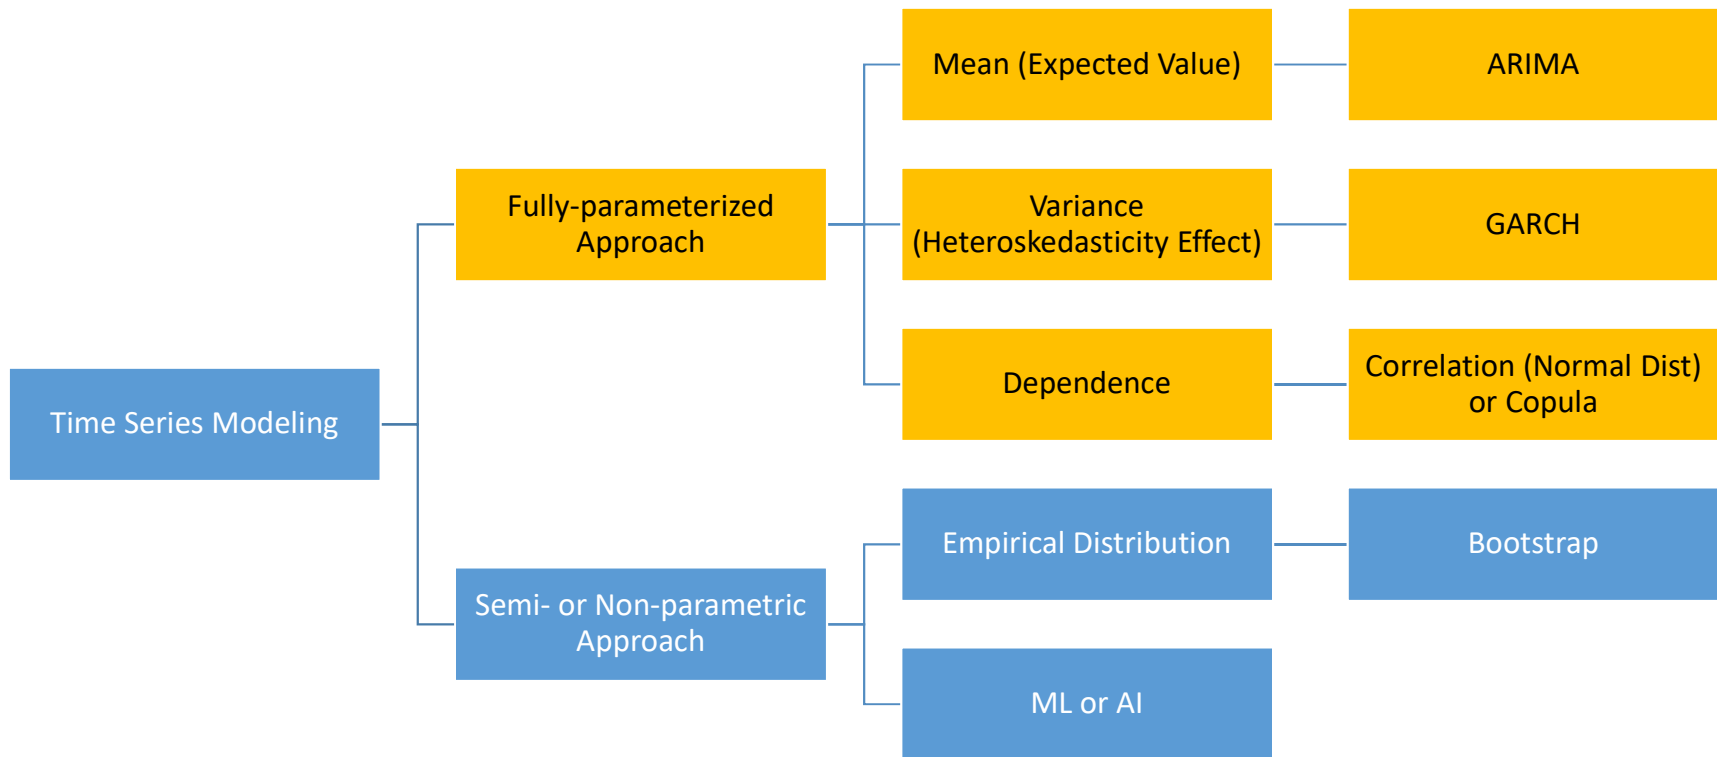 Time Series Modeling
Fully-parameterized
Approach
Mean (Expected Value)
ARIMA
Variance
(Heteroskedasticity Effect)
GARCH
Dependence
Correlation (Normal Dist)
or Copula
Semi- or Non-parametric
Approach
Empirical Distribution
Bootstrap
ML or AI